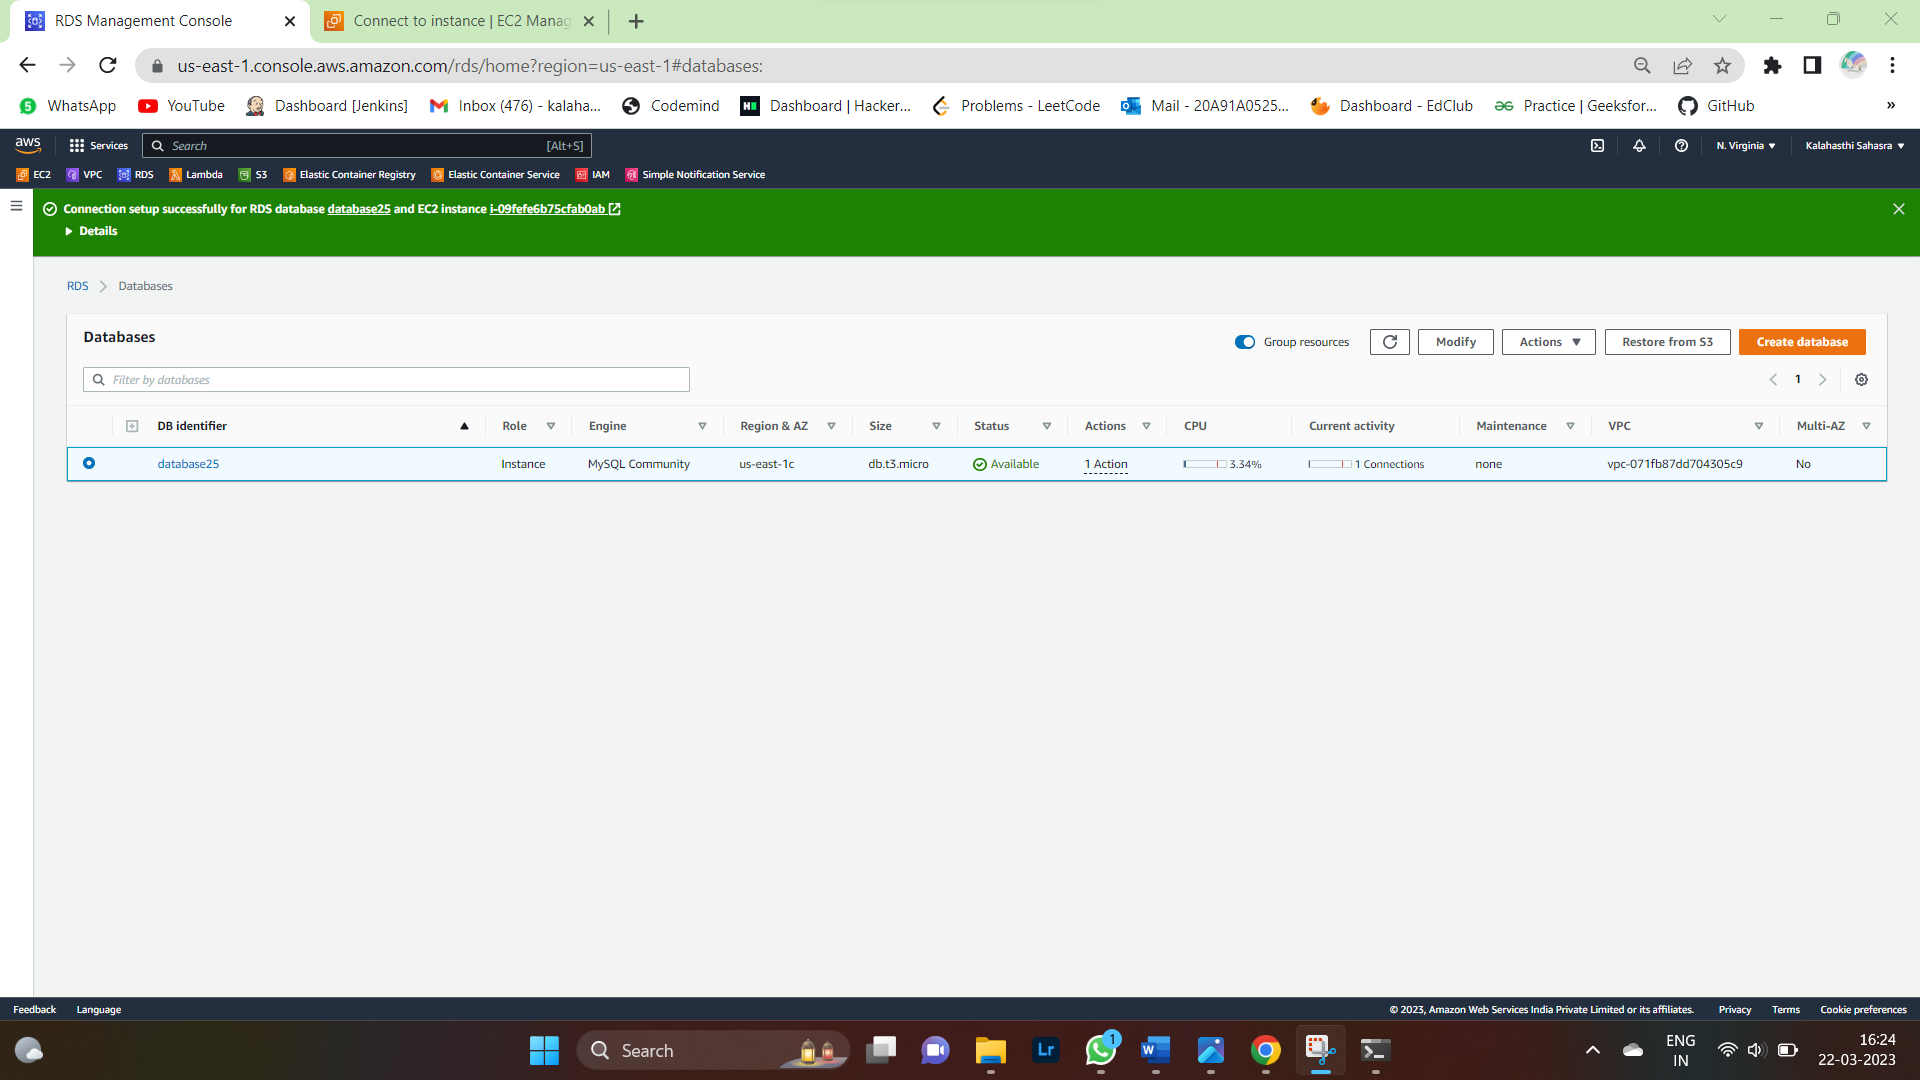 RDS Management Console
Connect to instance | EC2 Manag
us-east-1.console.aws.amazon.com/rds/home?region=us-east-1#databases:
WhatsApp YouTube Dashboard [Jenkins] Inbox (476) - kalaha... Codemind Dashboard | Hacker... Problems - LeetCode Mail - 20A91A0525... Dashboard - EdClub Practice | Geeksfor... GitHub »
aws Services Search [Alt+S] N. Virginia Kalahasthi Sahasra
EC2 VPC RDS Lambda S3 Elastic Container Registry Elastic Container Service IAM Simple Notification Service
Connection setup successfully for RDS database database25 and EC2 instance i-09fefe6b75cfab0ab
Details
RDS Databases
Databases Group resources Modify Actions Restore from S3 Create database
Filter by databases 1
DB identifier Role Engine Region & AZ Size Status Actions CPU Current activity Maintenance VPC Multi-AZ
database25 Instance MySQL Community us-east-1c db.t3.micro Available 1 Action 3.34% 1 Connections none vpc-071fb87dd704305c9 No
Feedback Language © 2023, Amazon Web Services India Private Limited or its affiliates. Privacy Terms Cookie preferences
Search Lr 1 W ENG 16:24
IN 22-03-2023